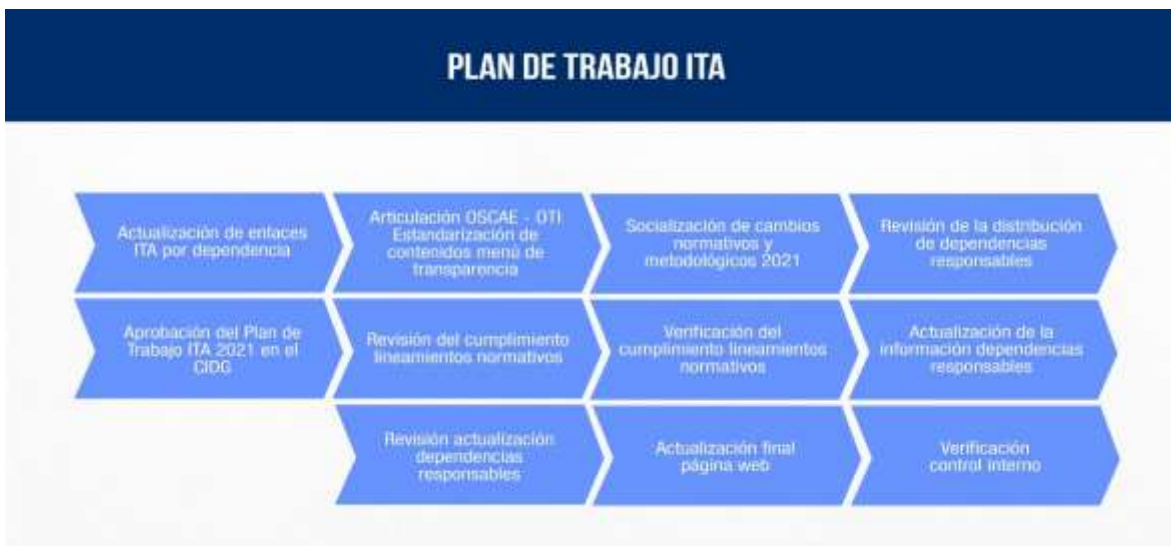 PLAN DE TRABAJO ITA
Actualización de enlaces
ITA por dependencia
Articulación OSCAE - OTI
Estandarización de
contenidos menú de
transparencia
Socialización de cambios
normativos y
metodológicos 2021
Revisión de la distribución
de dependencias
responsables
Aprobación del Plan de
Trabajo ITA 2021 en el
CIDG
Revisión del cumplimiento
lineamientos normativos
Verificación del
cumplimiento lineamientos
normativos
Actualización de la
información dependencias
responsables
Revisión actualización
dependencias
responsables
Actualización final
página web
Verificación
control interno